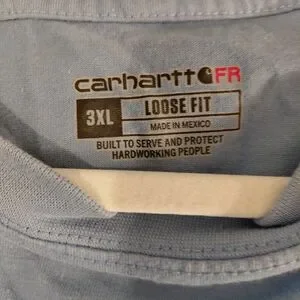 carhartt FR
3XL LOOSE FIT
MADE IN MEXICO
BUILT TO SERVE AND PROTECT
HARDWORKING PEOPLE